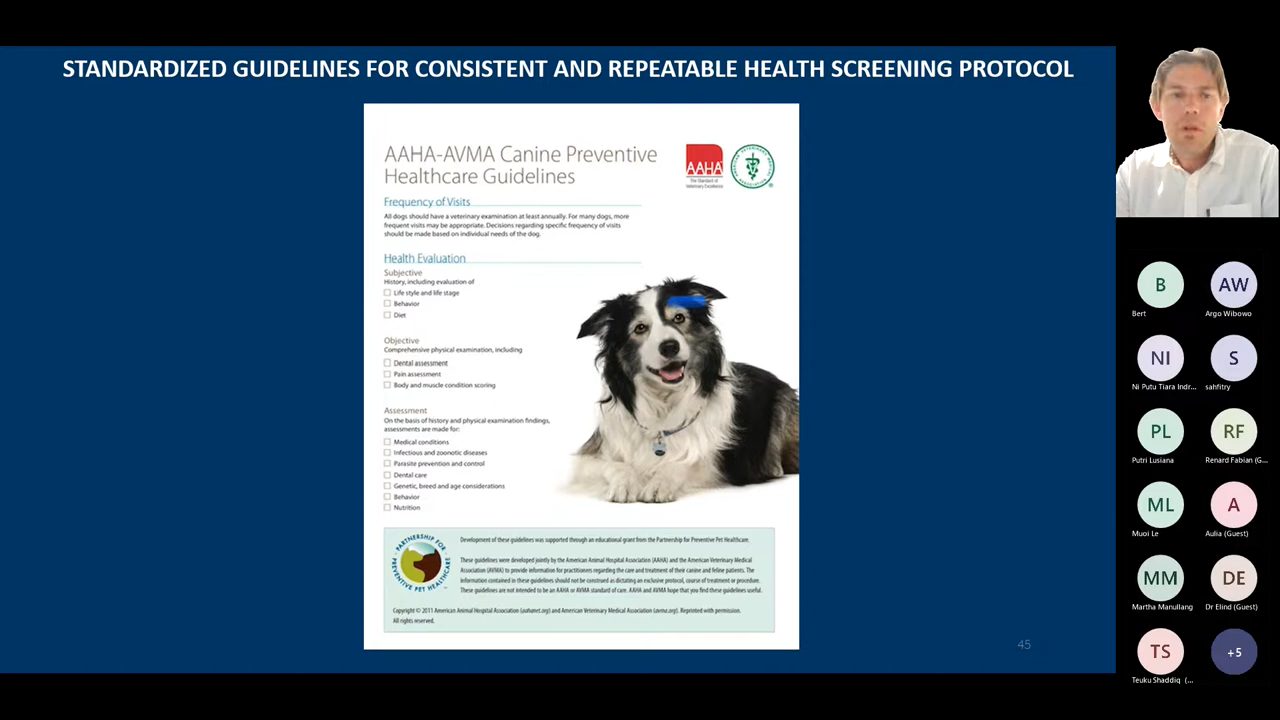 STANDARDIZED GUIDELINES FOR CONSISTENT AND REPEATABLE HEALTH SCREENING PROTOCOL
AAHA-AVMA Canine Preventive
Healthcare Guidelines
AAHA
The Standard of
Veterinary Excellence
Frequency of Visits
All dogs should have a veterinary examination at least annually. For many dogs, more
frequent visits may be appropriate. Decisions regarding specific frequency of visits
should be made based on individual needs of the dog.
Health Evaluation
Subjective
History, including evaluation of
Life style and life stage
Behavior
Diet
Objective
Comprehensive physical examination, including
Dental assessment
Pain assessment
Body and muscle condition scoring
Assessment
On the basis of history and physical examination findings,
assessments are made for:
Medical conditions
Infectious and zoonotic diseases
Parasite prevention and control
Dental care
Genetic, breed and age considerations
Behavior
Nutrition
PARTNERSHIP FOR
PREVENTIVE PET HEALTHCARE
Development of these guidelines was supported through an educational grant from the Partnership for Preventive Pet Healthcare.
These guidelines were developed jointly by the American Animal Hospital Association (AAHA) and the American Veterinary Medical
Association (AVMA) to provide information for practitioners regarding the care and treatment of their canine and feline patients. The
information contained in these guidelines should not be construed as dictating an exclusive protocol, course of treatment or procedure.
These guidelines are not intended to be an AAHA or AVMA standard of care. AAHA and AVMA hope that you find these guidelines useful.
Copyright © 2011 American Animal Hospital Association (aahanet.org) and American Veterinary Medical Association (avma.org). Reprinted with permission.
All rights reserved.
45
B
Bert
AW
Argo Wibowo
NI
Ni Putu Tiara Indr...
S
sahfitry
PL
Putri Lusiana
RF
Renard Fabian (G...
ML
Muoi Le
A
Aulia (Guest)
MM
Martha Manullang
DE
Dr Elind (Guest)
TS
Teuku Shaddiq (...
+5